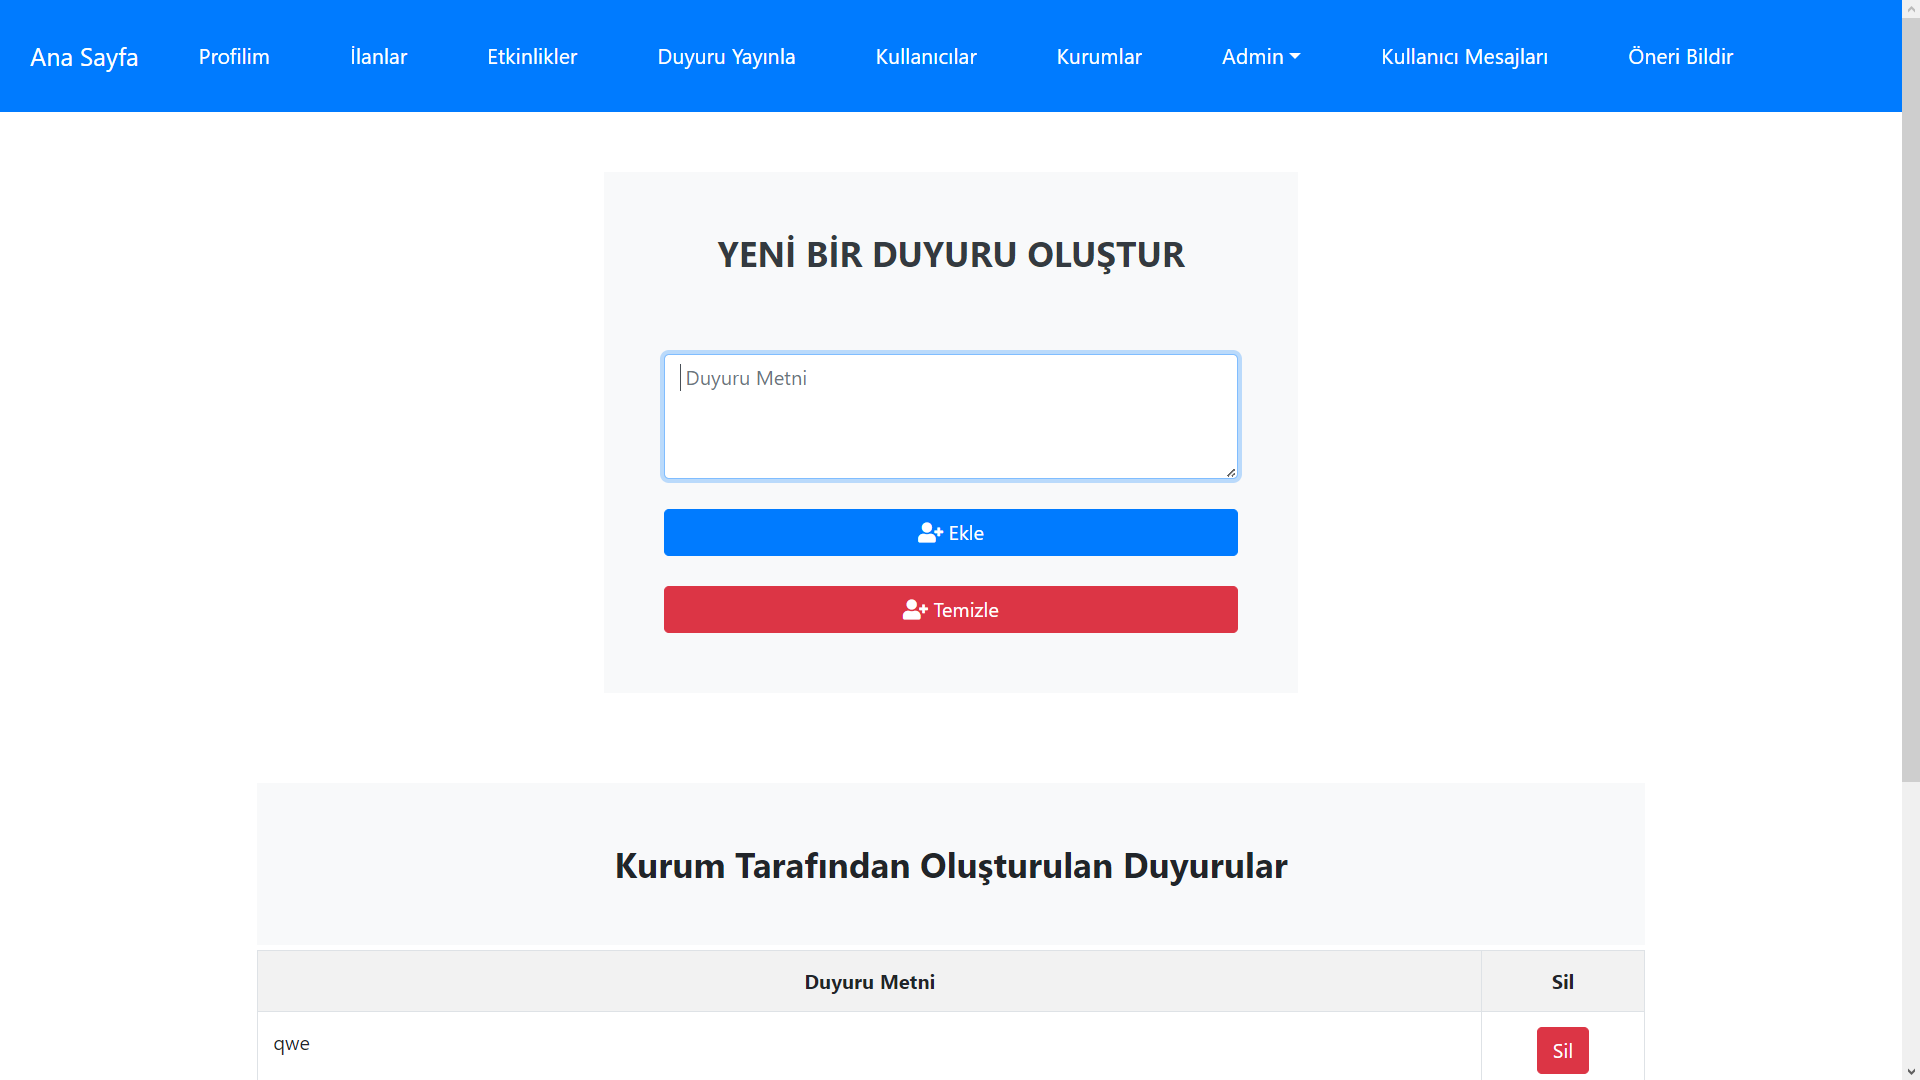 Ana Sayfa Profilim İlanlar Etkinlikler Duyuru Yayınla Kullanıcılar Kurumlar Admin Kullanıcı Mesajları Öneri Bildir
YENİ BİR DUYURU OLUŞTUR
Duyuru Metni
Ekle
Temizle
Kurum Tarafından Oluşturulan Duyurular
Duyuru Metni Sil
qwe Sil